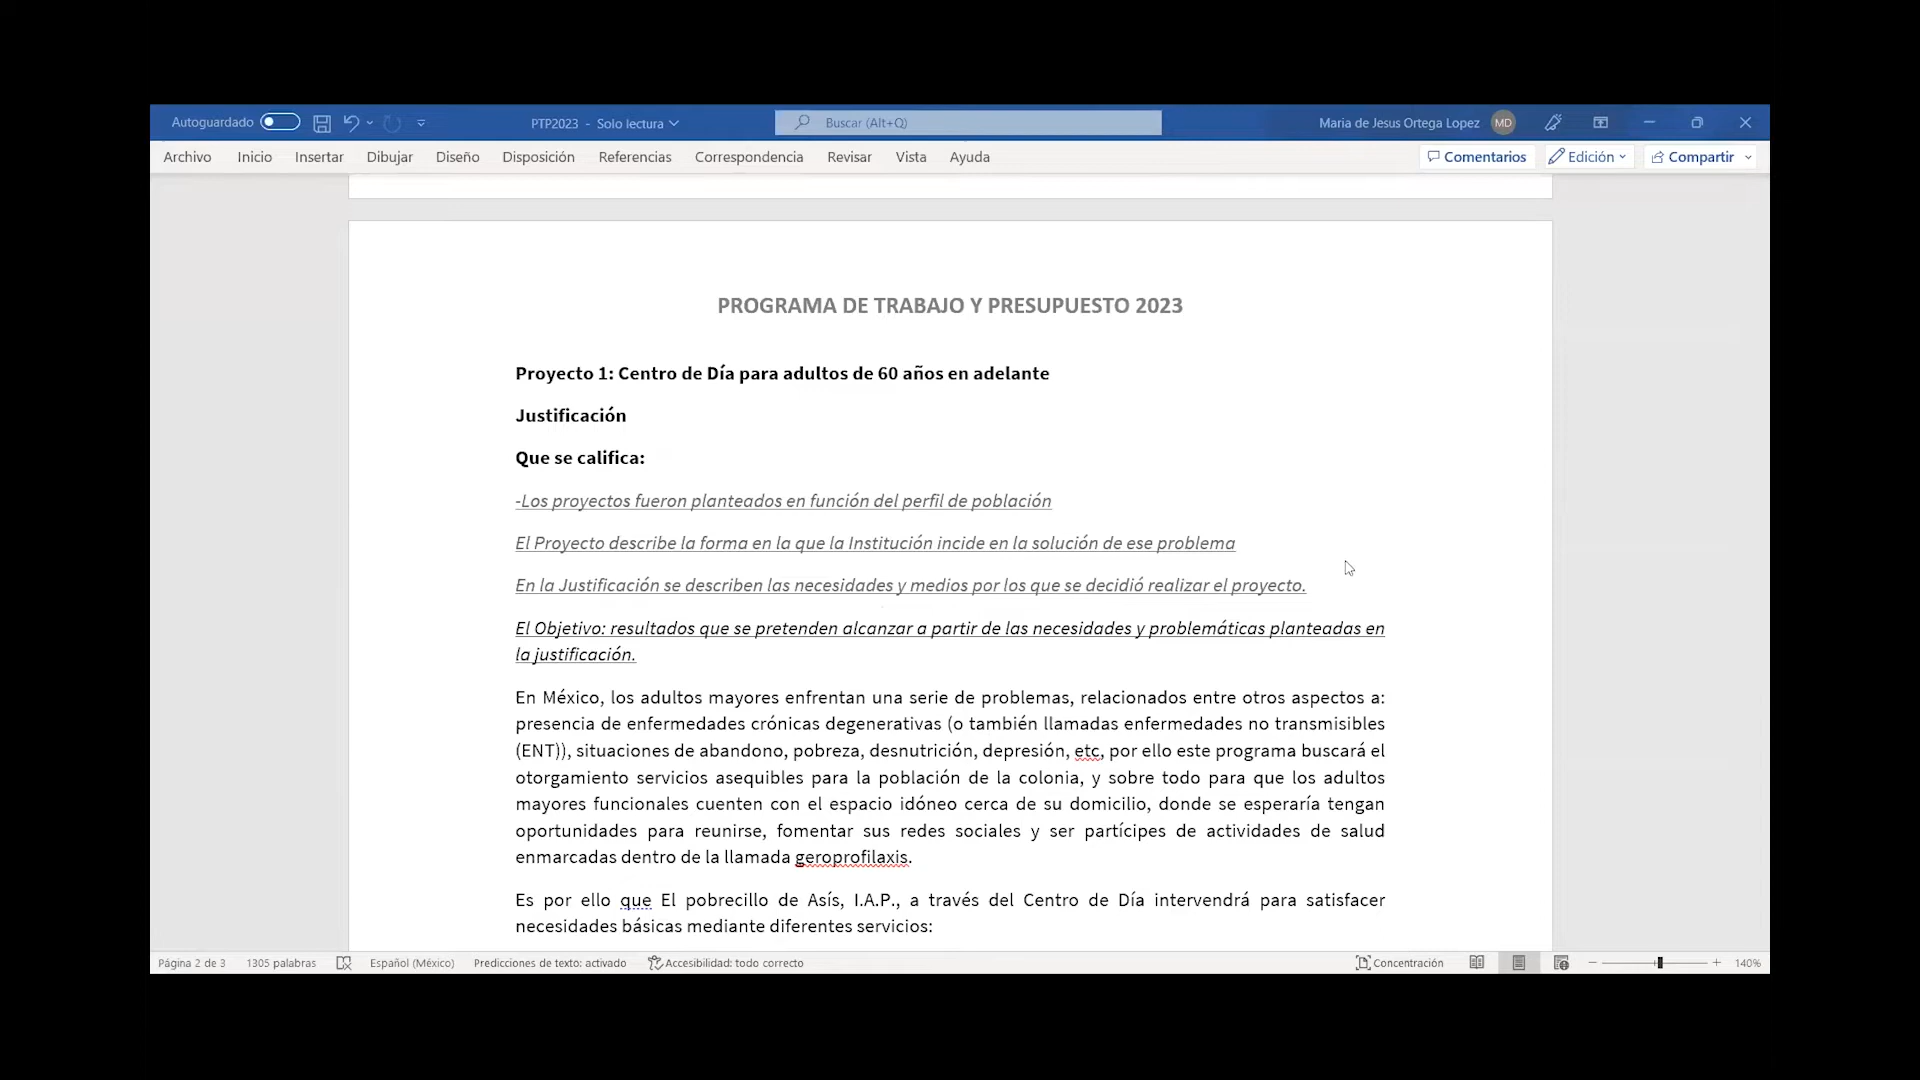 Autoguardado
PTP2023 - Solo lectura
Buscar (Alt+Q)
Maria de Jesus Ortega Lopez
MD
Archivo Inicio Insertar Dibujar Diseño Disposición Referencias Correspondencia Revisar Vista Ayuda
Comentarios Edición Compartir
PROGRAMA DE TRABAJO Y PRESUPUESTO 2023
Proyecto 1: Centro de Día para adultos de 60 años en adelante
Justificación
Que se califica:
-Los proyectos fueron planteados en función del perfil de población
El Proyecto describe la forma en la que la Institución incide en la solución de ese problema
En la Justificación se describen las necesidades y medios por los que se decidió realizar el proyecto.
El Objetivo: resultados que se pretenden alcanzar a partir de las necesidades y problemáticas planteadas en
la justificación.
En México, los adultos mayores enfrentan una serie de problemas, relacionados entre otros aspectos a:
presencia de enfermedades crónicas degenerativas (o también llamadas enfermedades no transmisibles
(ENT)), situaciones de abandono, pobreza, desnutrición, depresión, etc, por ello este programa buscará el
otorgamiento servicios asequibles para la población de la colonia, y sobre todo para que los adultos
mayores funcionales cuenten con el espacio idóneo cerca de su domicilio, donde se esperaría tengan
oportunidades para reunirse, fomentar sus redes sociales y ser partícipes de actividades de salud
enmarcadas dentro de la llamada geroprofilaxis.
Es por ello que El pobrecillo de Asís, I.A.P., a través del Centro de Día intervendrá para satisfacer
necesidades básicas mediante diferentes servicios:
Página 2 de 3 1305 palabras Español (México) Predicciones de texto: activado Accesibilidad: todo correcto
Concentración 140%